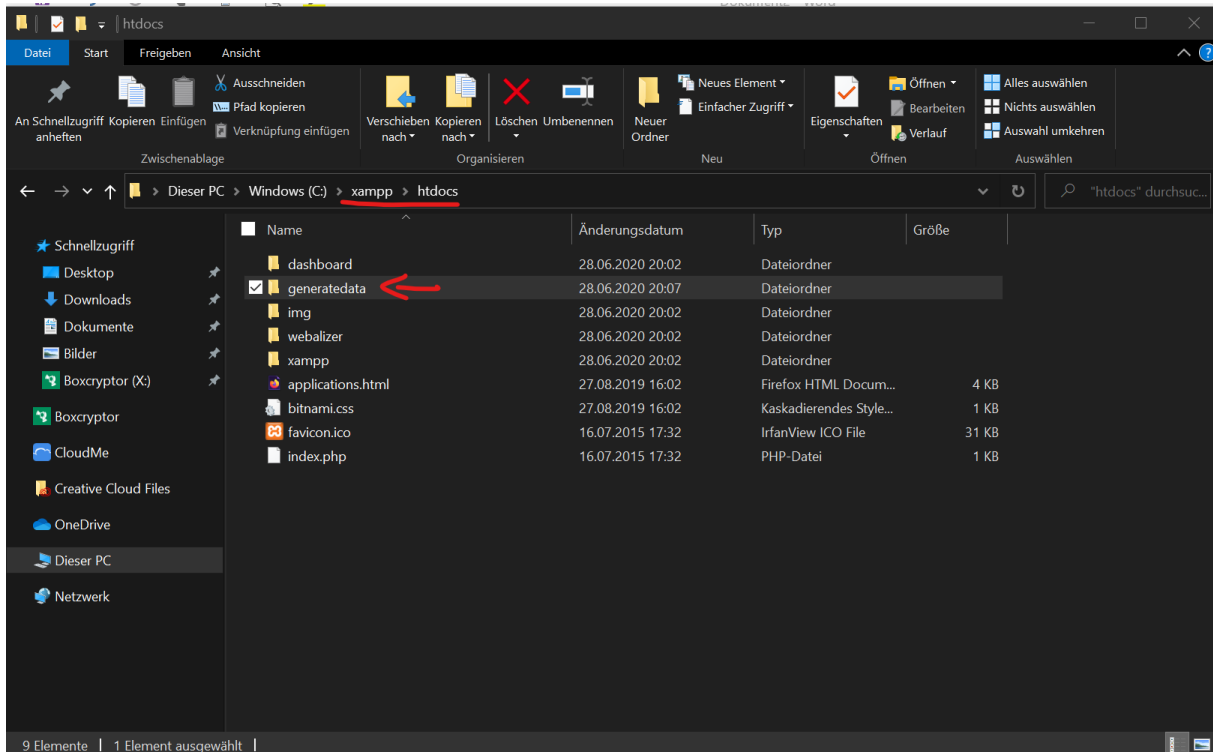 Dokument2 - Word
htdocs
Datei Start Freigeben Ansicht
An Schnellzugriff anheften
Kopieren
Einfügen
Ausschneiden
Pfad kopieren
Verknüpfung einfügen
Zwischenablage
Verschieben nach
Kopieren nach
Löschen
Umbenennen
Organisieren
Neuer Ordner
Neues Element
Einfacher Zugriff
Neu
Eigenschaften
Öffnen
Bearbeiten
Verlauf
Öffnen
Alles auswählen
Nichts auswählen
Auswahl umkehren
Auswählen
Dieser PC > Windows (C:) > xampp > htdocs
"htdocs" durchsuc...
Schnellzugriff
Desktop
Downloads
Dokumente
Bilder
Boxcryptor (X:)
Boxcryptor
CloudMe
Creative Cloud Files
OneDrive
Dieser PC
Netzwerk
Name Änderungsdatum Typ Größe
dashboard 28.06.2020 20:02 Dateiordner
generatedata 28.06.2020 20:07 Dateiordner
img 28.06.2020 20:02 Dateiordner
webalizer 28.06.2020 20:02 Dateiordner
xampp 28.06.2020 20:02 Dateiordner
applications.html 27.08.2019 16:02 Firefox HTML Docum... 4 KB
bitnami.css 27.08.2019 16:02 Kaskadierendes Style... 1 KB
favicon.ico 16.07.2015 17:32 IrfanView ICO File 31 KB
index.php 16.07.2015 17:32 PHP-Datei 1 KB
9 Elemente | 1 Element ausgewählt |